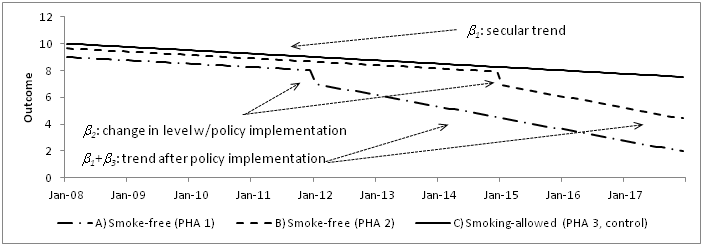 12
β1: secular trend
10
8
6
Outcome
4
β2: change in level w/policy implementation
2
β1+β3: trend after policy implementation
0
Jan-08 Jan-09 Jan-10 Jan-11 Jan-12 Jan-13 Jan-14 Jan-15 Jan-16 Jan-17
A) Smoke-free (PHA 1) B) Smoke-free (PHA 2) C) Smoking-allowed (PHA 3, control)